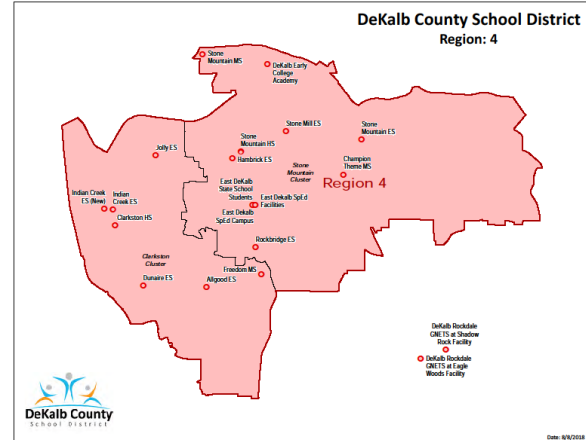 DeKalb County School District
Region: 4
Stone
Mountain MS
DeKalb Early
College
Academy
Stone Mill ES
Stone
Mountain ES
Jolly ES
Stone
Mountain HS
Hambrick ES
Stone
Mountain
Cluster
Champion
Theme MS
Region 4
Indian Creek
ES (New)
Indian
Creek ES
Clarkston HS
East DeKalb
State School
Students
East Dekalb SpEd
Facilities
East Dekalb
SpEd Campus
Rockbridge ES
Clarkston
Cluster
Freedom MS
Dunaire ES
Allgood ES
DeKalb Rockdale
GNETS at Shadow
Rock Facility
DeKalb Rockdale
GNETS at Eagle
Woods Facility
DeKalb County
School District
Date: 8/8/2018